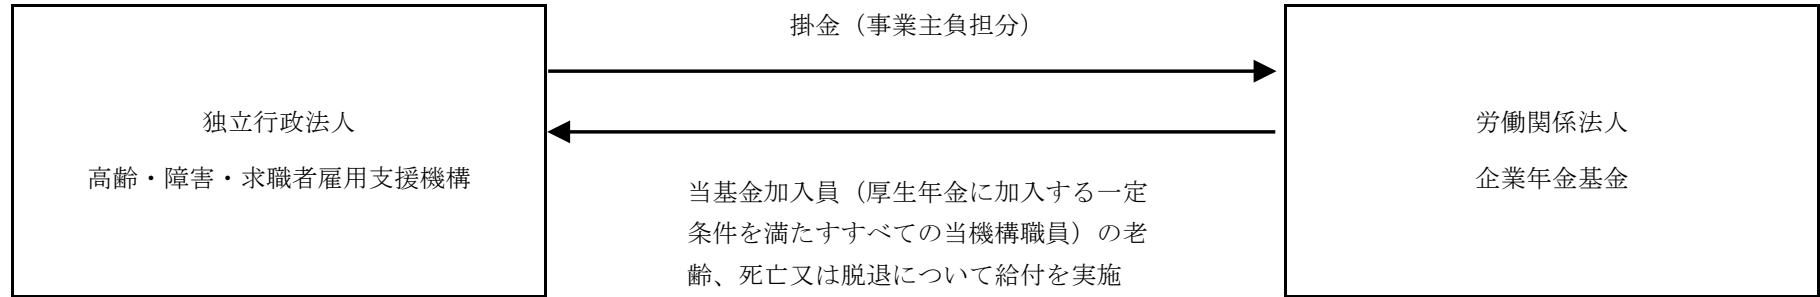 掛金（事業主負担分）
独立行政法人
高齢・障害・求職者雇用支援機構
当基金加入員（厚生年金に加入する一定
条件を満たすすべての当機構職員）の老
齢、死亡又は脱退について給付を実施
労働関係法人
企業年金基金